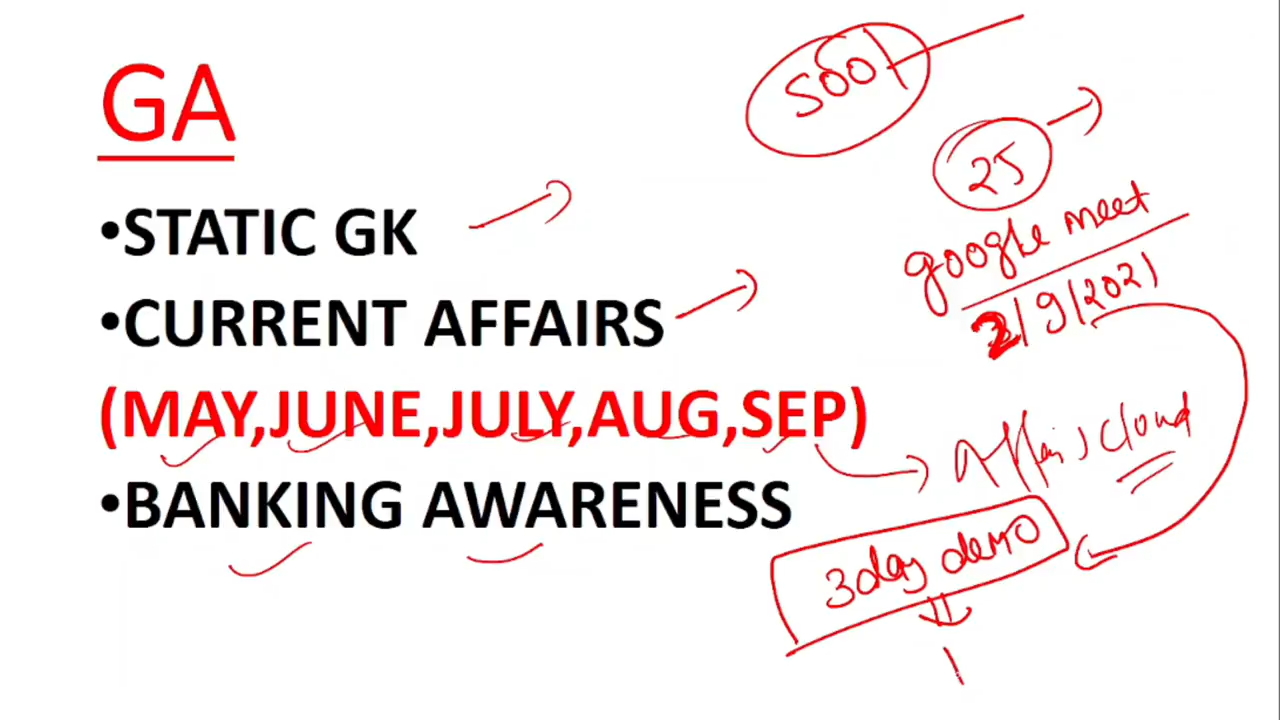 GA
•STATIC GK
•CURRENT AFFAIRS
(MAY,JUNE,JULY,AUG,SEP)
•BANKING AWARENESS
25
google meet
2/9/2021
Affairs cloud
3day demo